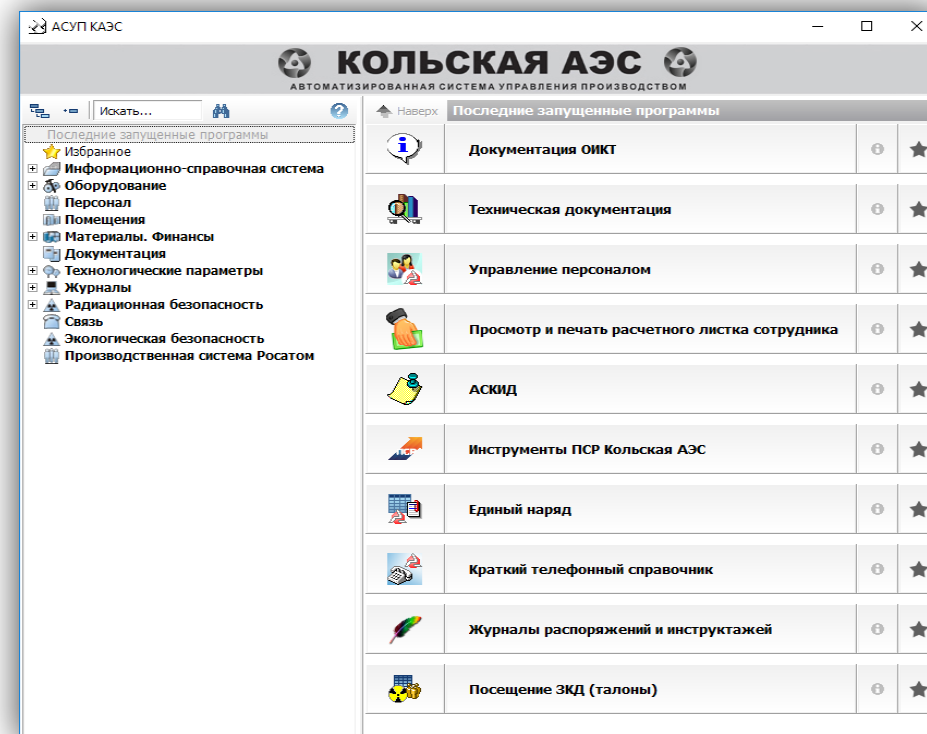 АСУП КАЭС
КОЛЬСКАЯ АЭС
АВТОМАТИЗИРОВАННАЯ СИСТЕМА УПРАВЛЕНИЯ ПРОИЗВОДСТВОМ
Искать...
Последние запущенные программы
Избранное
Информационно-справочная система
Оборудование
Персонал
Помещения
Материалы. Финансы
Документация
Технологические параметры
Журналы
Радиационная безопасность
Связь
Экологическая безопасность
Производственная система Росатом
Наверх
Последние запущенные программы
Документация ОИКТ
Техническая документация
Управление персоналом
Просмотр и печать расчетного листка сотрудника
АСКИД
Инструменты ПСР Кольская АЭС
Единый наряд
Краткий телефонный справочник
Журналы распоряжений и инструктажей
Посещение ЗКД (талоны)